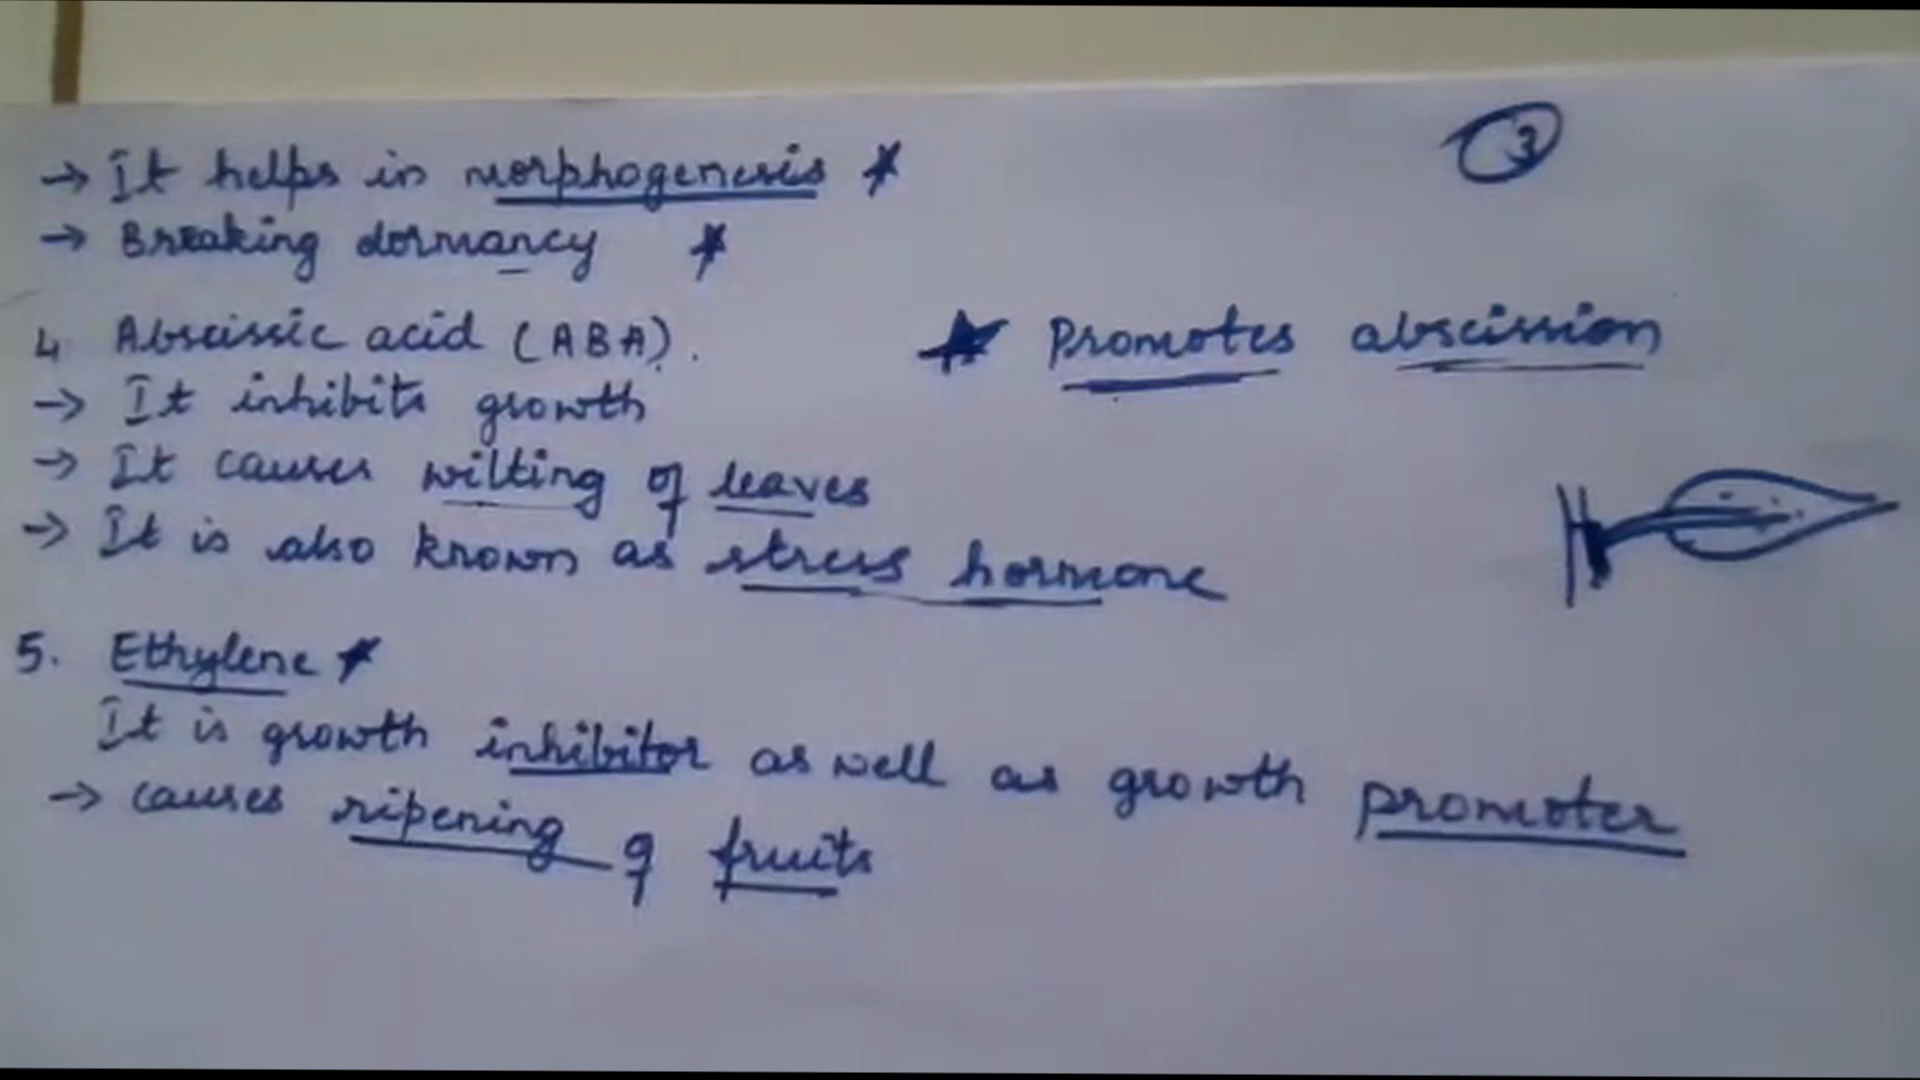 3
→ It helps in morphogenesis ★
→ Breaking dormancy ★
4 Abscissic acid (ABA).
★ Promotes abscission
→ It inhibits growth
→ It causes wilting of leaves
→ It is also known as stress hormone
5. Ethylene ★
It is growth inhibitor as well as growth promoter
→ causes ripening of fruits